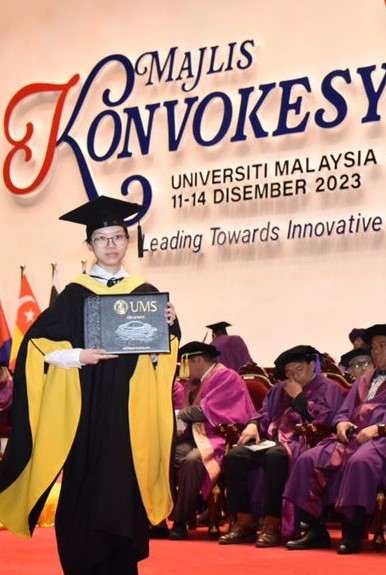 MAJLIS
KONVOKESY
UNIVERSITI MALAYSIA
11-14 DISEMBER 2023
Leading Towards Innovative
UMS